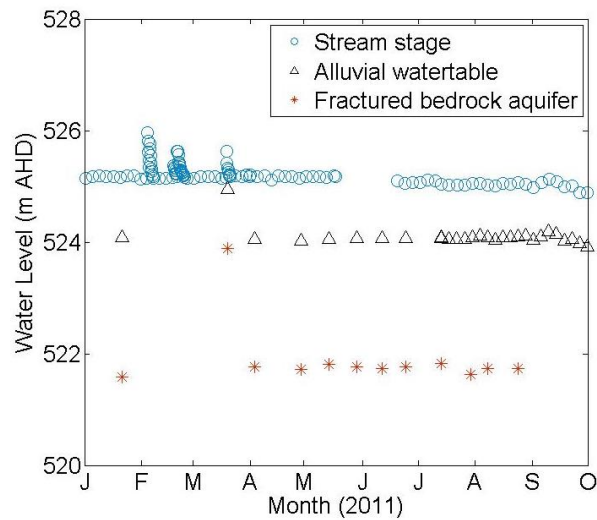 528
526
524
522
520
Water Level (m AHD)
Stream stage
Alluvial watertable
Fractured bedrock aquifer
J F M A M J J A S O
Month (2011)